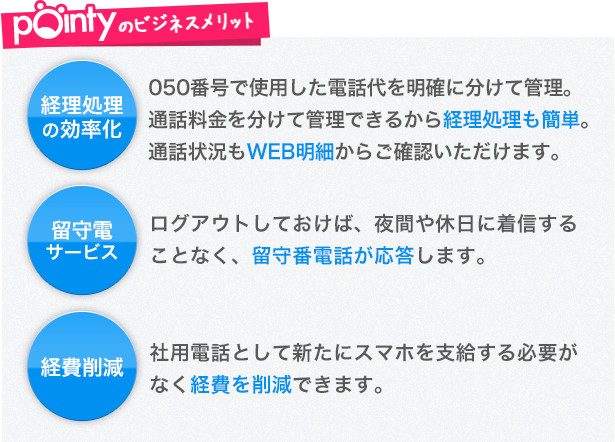 pointyのビジネスメリット
経理処理
の効率化
050番号で使用した電話代を明確に分けて管理。
通話料金を分けて管理できるから経理処理も簡単。
通話状況もWEB明細からご確認いただけます。
留守電
サービス
ログアウトしておけば、夜間や休日に着信する
ことなく、留守番電話が応答します。
経費削減
社用電話として新たにスマホを支給する必要が
なく経費を削減できます。